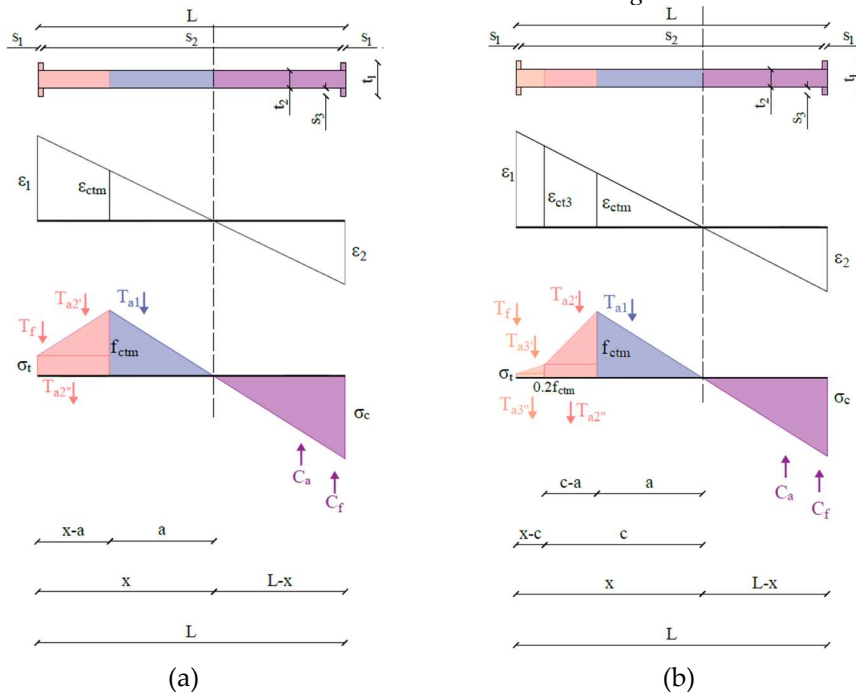 L
s1 s2 s1
t1
t2
s3
ε1
εctm
ε2
Tf
Ta2'
Ta1
fctm
σt
Ta2''
σc
Ca
Cf
x-a a
x L-x
L
(a)
L
s1 s2 s1
t1
t2
s3
ε1
εct3
εctm
ε2
Tf
Ta2'
Ta1
Ta3'
fctm
σt
0.2fctm
Ta3''
Ta2''
σc
Ca
Cf
c-a a
x-c c
x L-x
L
(b)